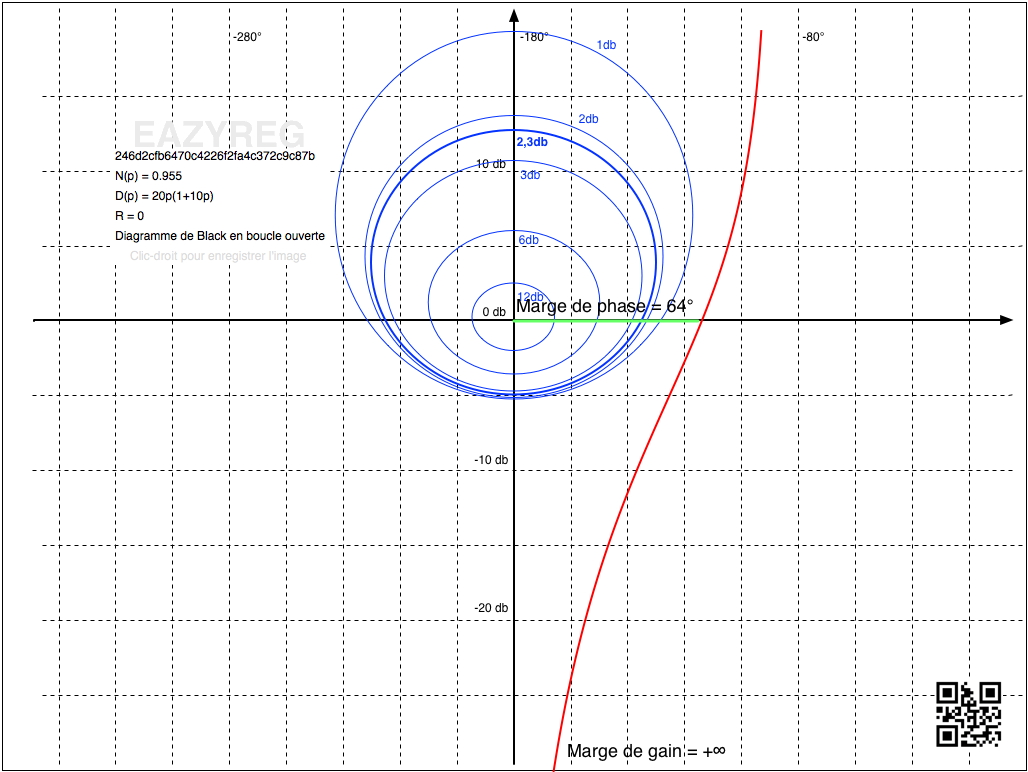 -280°
-180°
-80°
1db
2db
2,3db
10 db
3db
EAZYREG
246d2cfb6470c4226f2fa4c372c9c87b
N(p) = 0.955
D(p) = 20p(1+10p)
R = 0
Diagramme de Black en boucle ouverte
Clic-droit pour enregistrer l'image
6db
12db
Marge de phase = 64°
0 db
-10 db
-20 db
Marge de gain = +∞